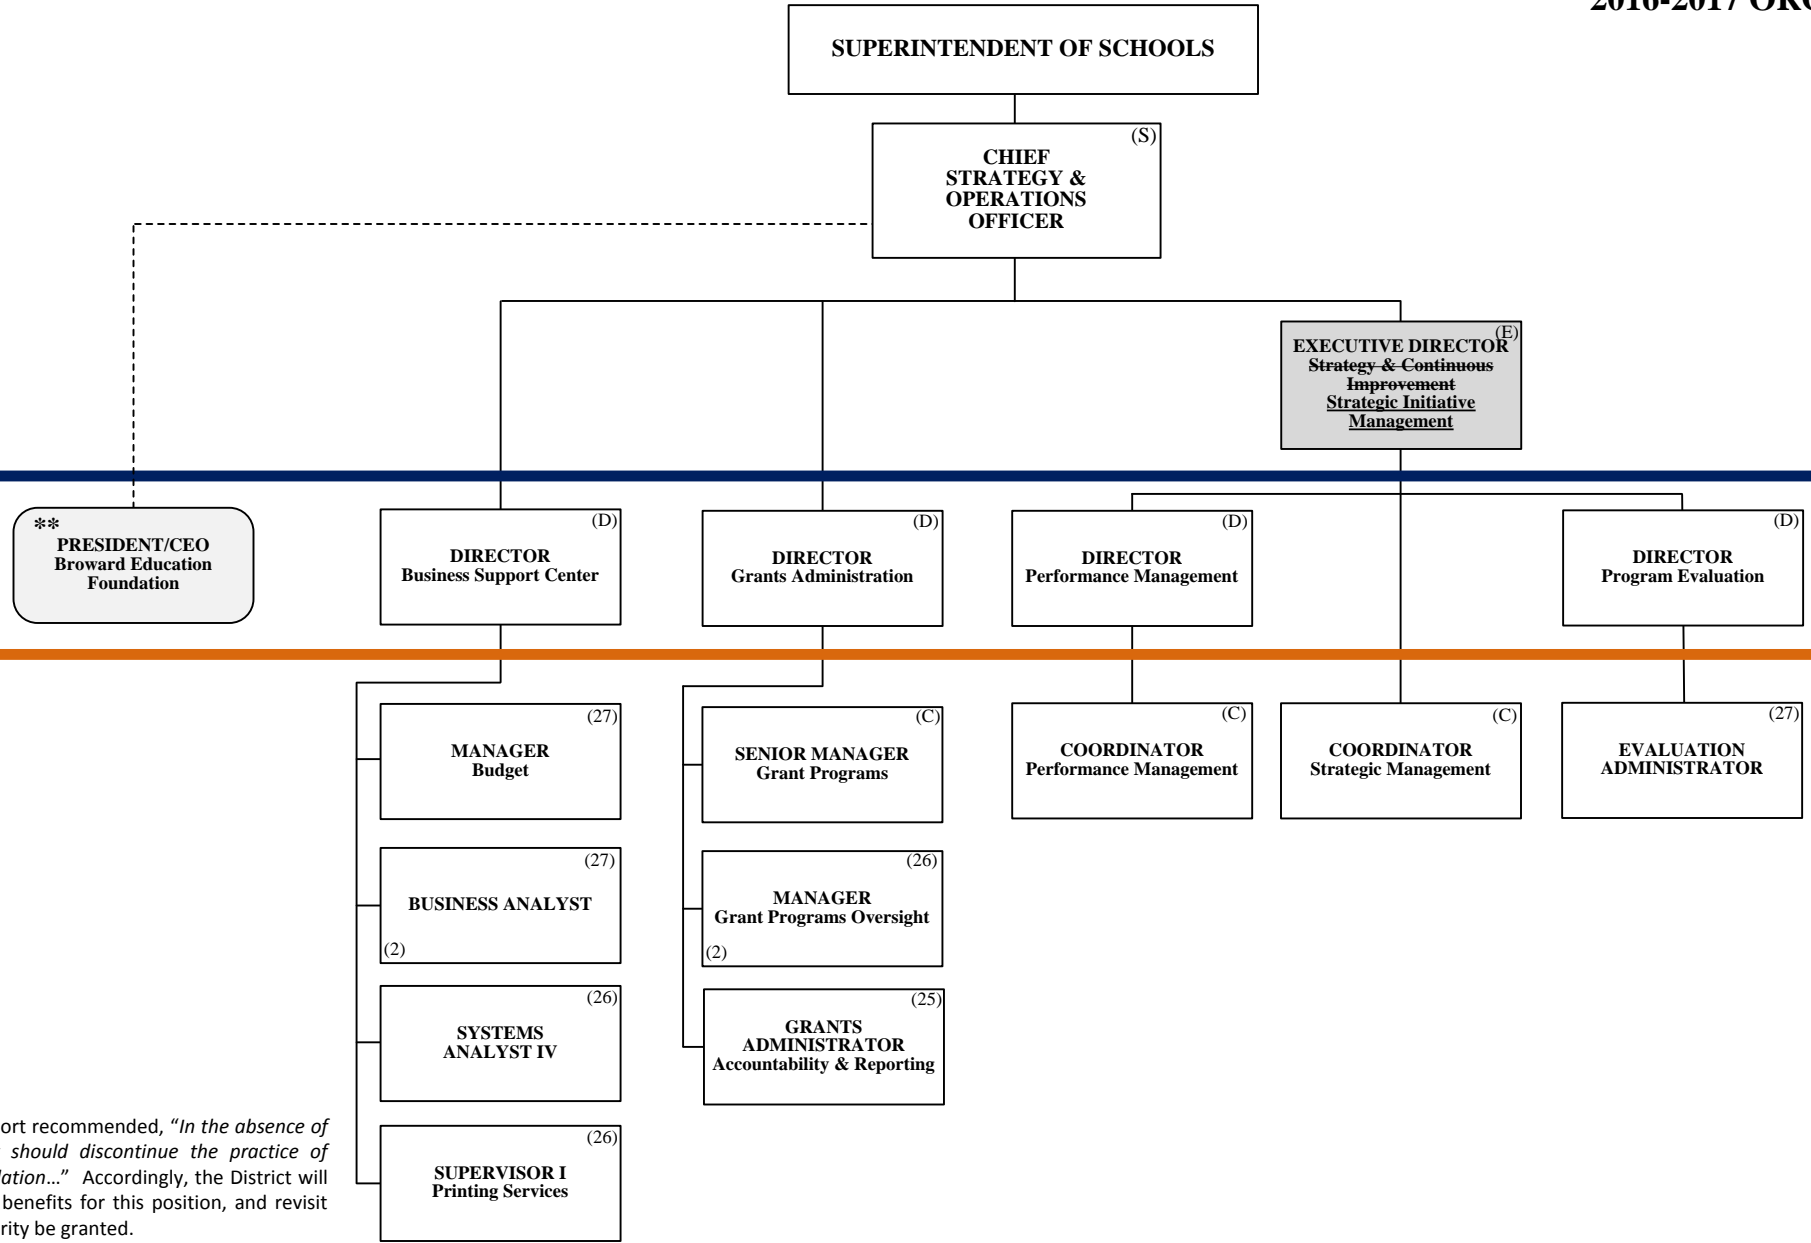 2016-2017
SUPERINTENDENT OF SCHOOLS
(S)
CHIEF
STRATEGY &
OPERATIONS
OFFICER
(E)
EXECUTIVE DIRECTOR
Strategy & Continuous
Improvement
Strategic Initiative
Management
**
PRESIDENT/CEO
Broward Education
Foundation
(D)
DIRECTOR
Business Support Center
(D)
DIRECTOR
Grants Administration
(D)
DIRECTOR
Performance Management
(D)
DIRECTOR
Program Evaluation
(27)
MANAGER
Budget
(C)
SENIOR MANAGER
Grant Programs
(C)
COORDINATOR
Performance Management
(C)
COORDINATOR
Strategic Management
(27)
EVALUATION
ADMINISTRATOR
(27)
BUSINESS ANALYST
(2)
(26)
MANAGER
Grant Programs Oversight
(2)
(26)
SYSTEMS
ANALYST IV
(25)
GRANTS
ADMINISTRATOR
Accountability & Reporting
(26)
SUPERVISOR I
Printing Services
ort recommended, “In the absence of
should discontinue the practice of
lation…” Accordingly, the District will
benefits for this position, and revisit
rity be granted.